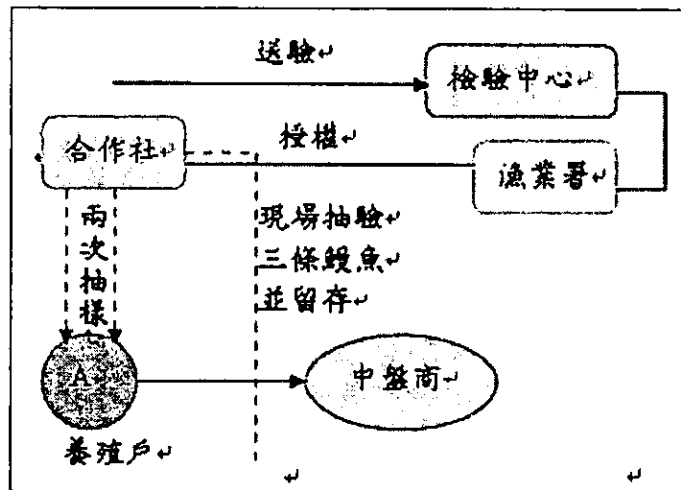 送驗
檢驗中心
合作社
授權
漁業署
兩次抽樣
現場抽驗
三條鰻魚
並留存
A
中盤商
養殖戶